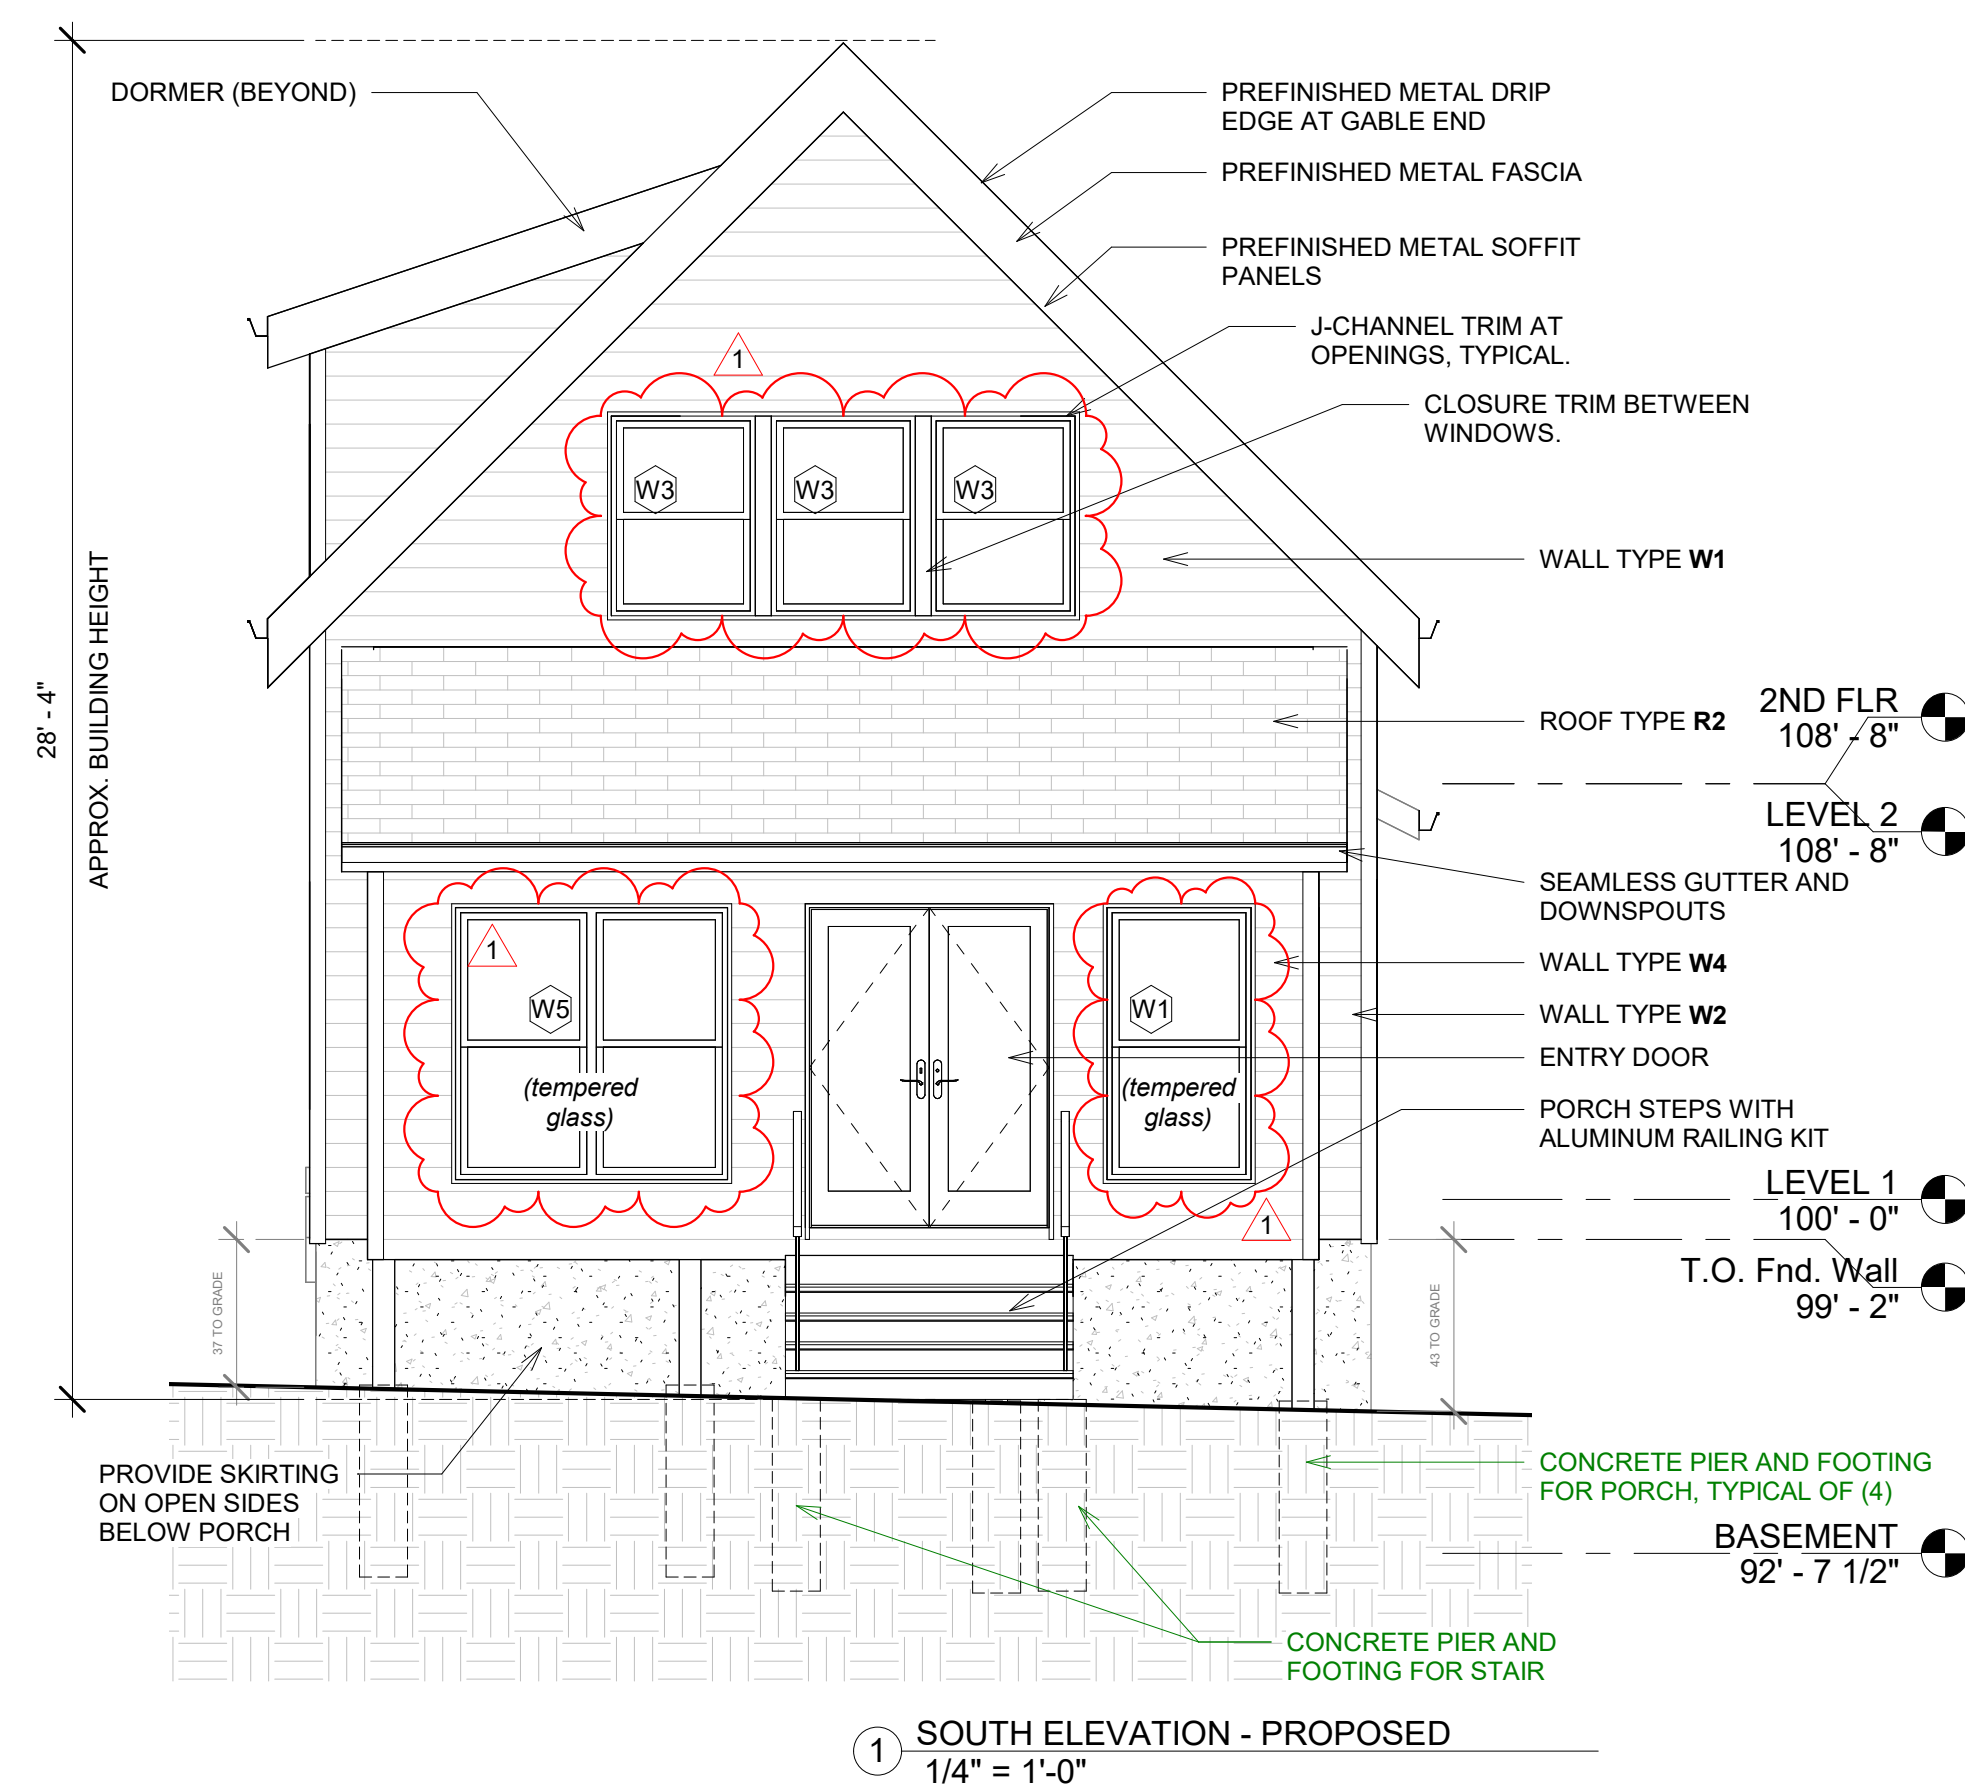 DORMER (BEYOND)
PREFINISHED METAL DRIP
EDGE AT GABLE END
PREFINISHED METAL FASCIA
PREFINISHED METAL SOFFIT
PANELS
J-CHANNEL TRIM AT
OPENINGS, TYPICAL.
CLOSURE TRIM BETWEEN
WINDOWS.
1
W3
W3
W3
WALL TYPE W1
28' - 4"
APPROX. BUILDING HEIGHT
ROOF TYPE R2
2ND FLR
108' - 8"
LEVEL 2
108' - 8"
SEAMLESS GUTTER AND
DOWNSPOUTS
WALL TYPE W4
WALL TYPE W2
ENTRY DOOR
PORCH STEPS WITH
ALUMINUM RAILING KIT
1
W5
(tempered
glass)
W1
(tempered
glass)
1
LEVEL 1
100' - 0"
T.O. Fnd. Wall
99' - 2"
37 TO GRADE
43 TO GRADE
PROVIDE SKIRTING
ON OPEN SIDES
BELOW PORCH
CONCRETE PIER AND FOOTING
FOR PORCH, TYPICAL OF (4)
BASEMENT
92' - 7 1/2"
CONCRETE PIER AND
FOOTING FOR STAIR
1
SOUTH ELEVATION - PROPOSED
1/4" = 1'-0"